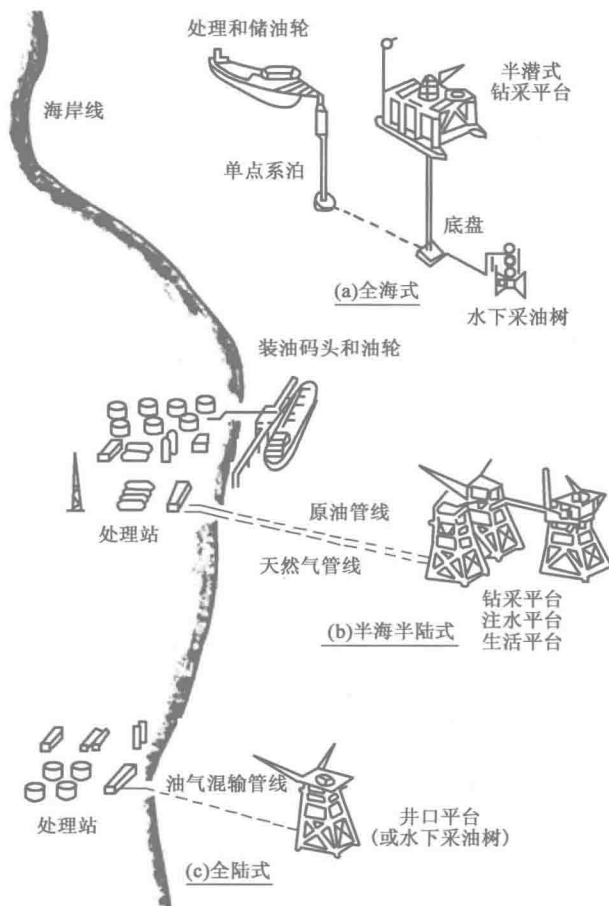 处理和储油轮
半潜式
钻采平台
海岸线
单点系泊
底盘
(a)全海式
水下采油树
装油码头和油轮
原油管线
处理站
天然气管线
钻采平台
注水平台
生活平台
(b)半海半陆式
油气混输管线
井口平台
(或水下采油树)
处理站
(c)全陆式